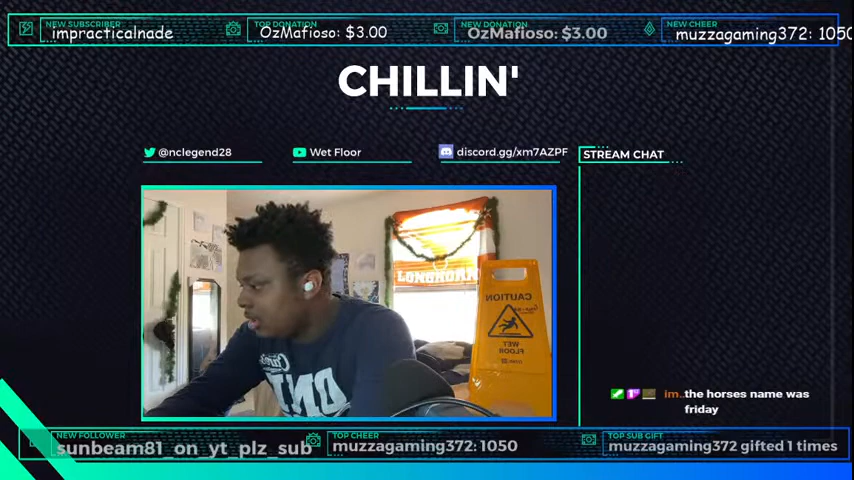 NEW SUBSCRIBER
impracticalnade
TOP DONATION
OzMafioso: $3.00
NEW DONATION
OzMafioso: $3.00
NEW CHEER
muzzagaming372: 1050
CHILLIN'
@nclegend28
Wet Floor
discord.gg/xm7AZPF
STREAM CHAT
CAUTION
WET
FLOOR
im..the horses name was
friday
NEW FOLLOWER
sunbeam81_on_yt_plz_sub
TOP CHEER
muzzagaming372: 1050
TOP SUB GIFT
muzzagaming372 gifted 1 times